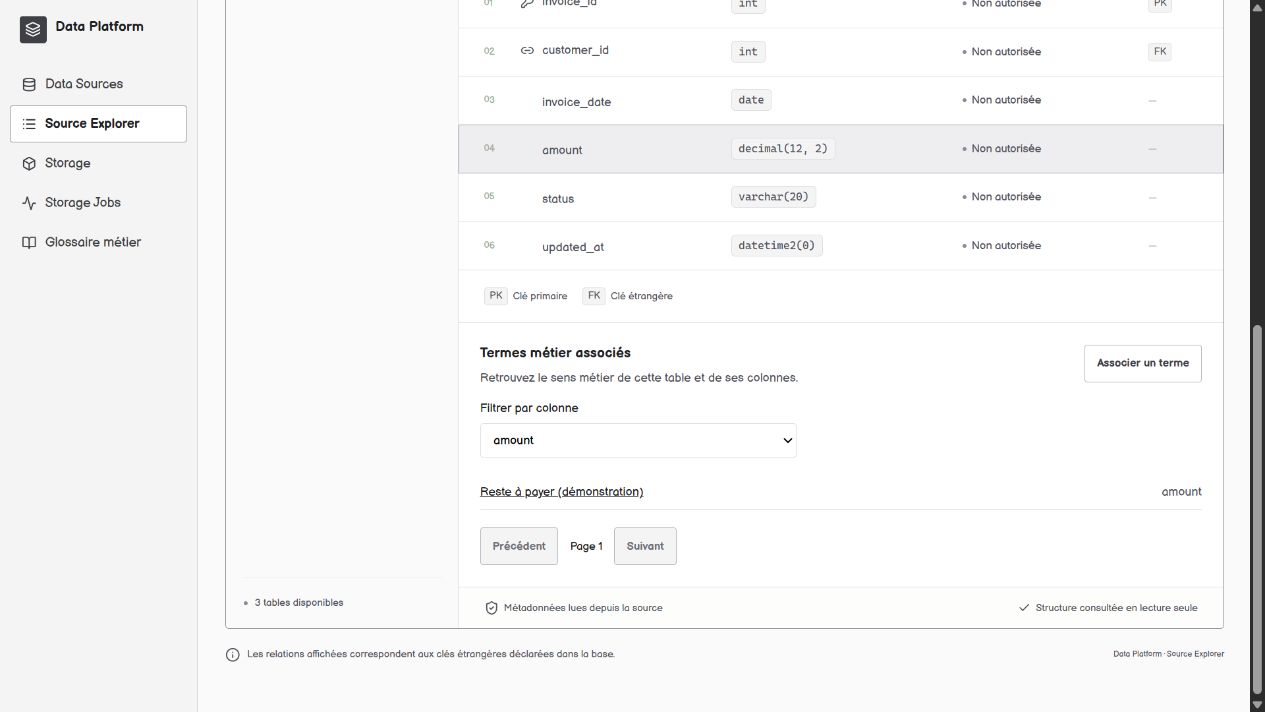 Data Platform
Data Sources
Source Explorer
Storage
Storage Jobs
Glossaire métier
01 invoice_id int Non autorisée PK
02 customer_id int Non autorisée FK
03 invoice_date date Non autorisée —
04 amount decimal(12, 2) Non autorisée —
05 status varchar(20) Non autorisée —
06 updated_at datetime2(0) Non autorisée —
PK Clé primaire FK Clé étrangère
Termes métier associés
Associer un terme
Retrouvez le sens métier de cette table et de ses colonnes.
Filtrer par colonne
amount
Reste à payer (démonstration) amount
Précédent Page 1 Suivant
3 tables disponibles
Métadonnées lues depuis la source
Structure consultée en lecture seule
Les relations affichées correspondent aux clés étrangères déclarées dans la base.
Data Platform · Source Explorer